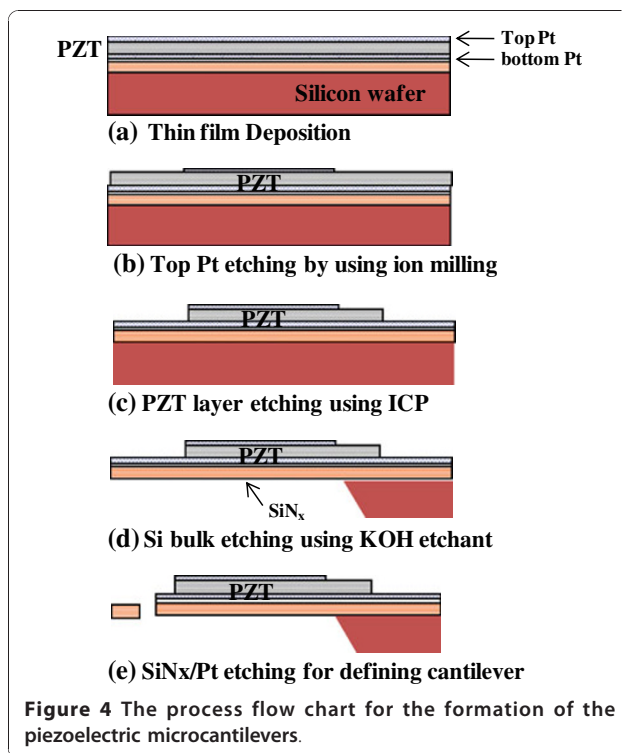 PZT
Top Pt
bottom Pt
Silicon wafer
(a) Thin film Deposition
PZT
(b) Top Pt etching by using ion milling
PZT
(c) PZT layer etching using ICP
PZT
SiNx
(d) Si bulk etching using KOH etchant
PZT
(e) SiNx/Pt etching for defining cantilever
Figure 4 The process flow chart for the formation of the
piezoelectric microcantilevers.